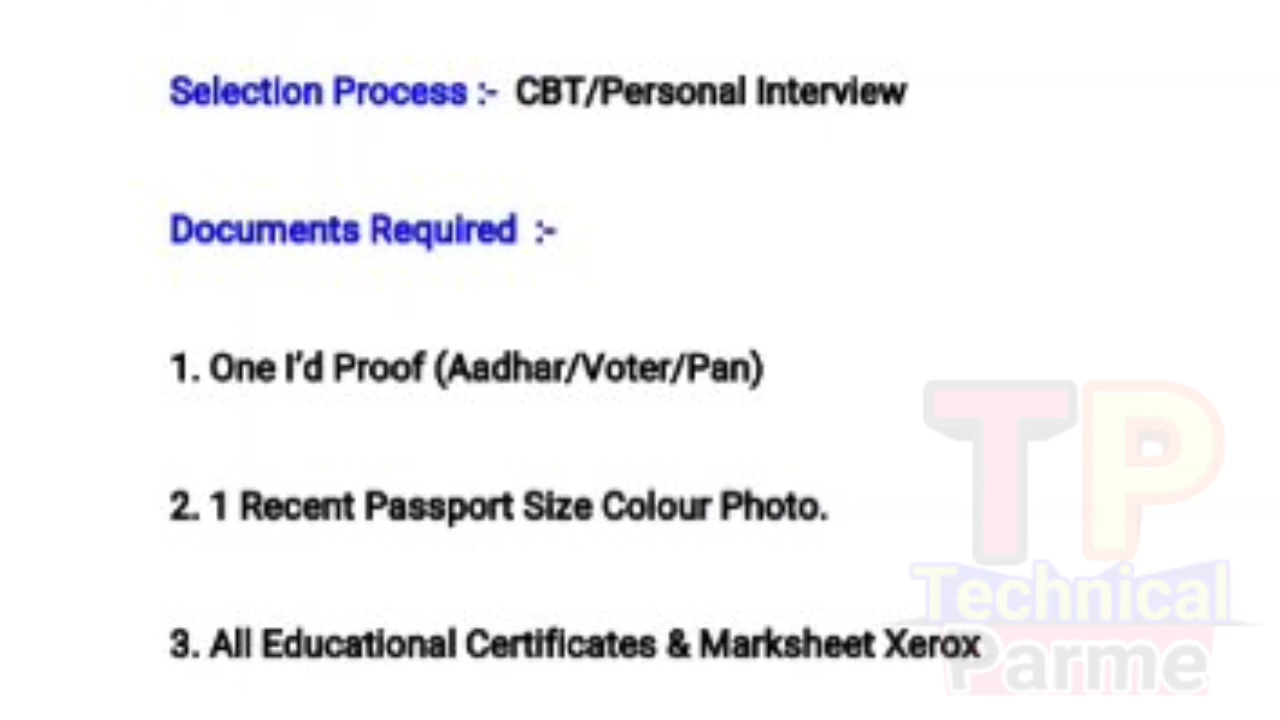 Selection Process :- CBT/Personal Interview
Documents Required :-
1. One I'd Proof (Aadhar/Voter/Pan)
2. 1 Recent Passport Size Colour Photo.
3. All Educational Certificates & Marksheet Xerox
TP
Technical
Parme